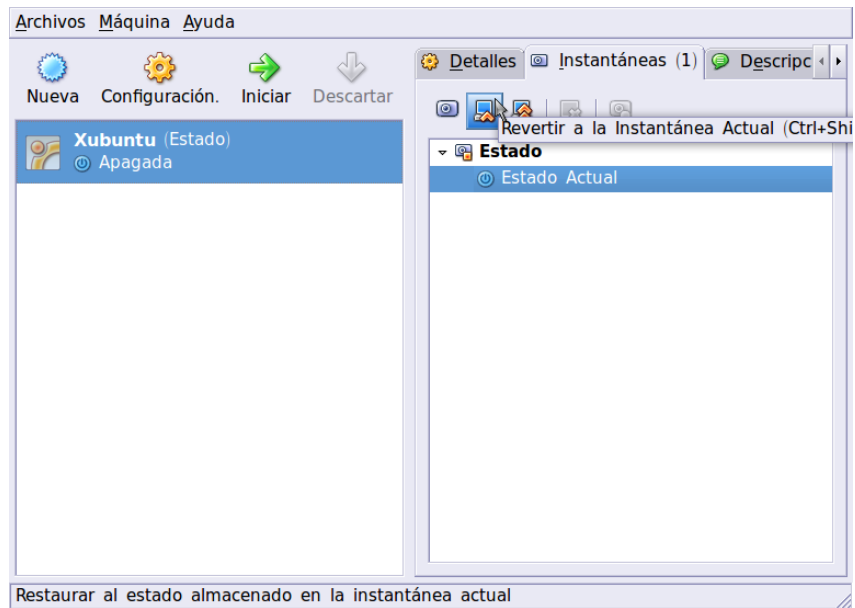 Archivos Máquina Ayuda
Nueva Configuración. Iniciar Descartar
Detalles Instantáneas (1) Descripc
Revertir a la Instantánea Actual (Ctrl+Shi
Xubuntu (Estado)
Apagada
Estado
Estado Actual
Restaurar al estado almacenado en la instantánea actual